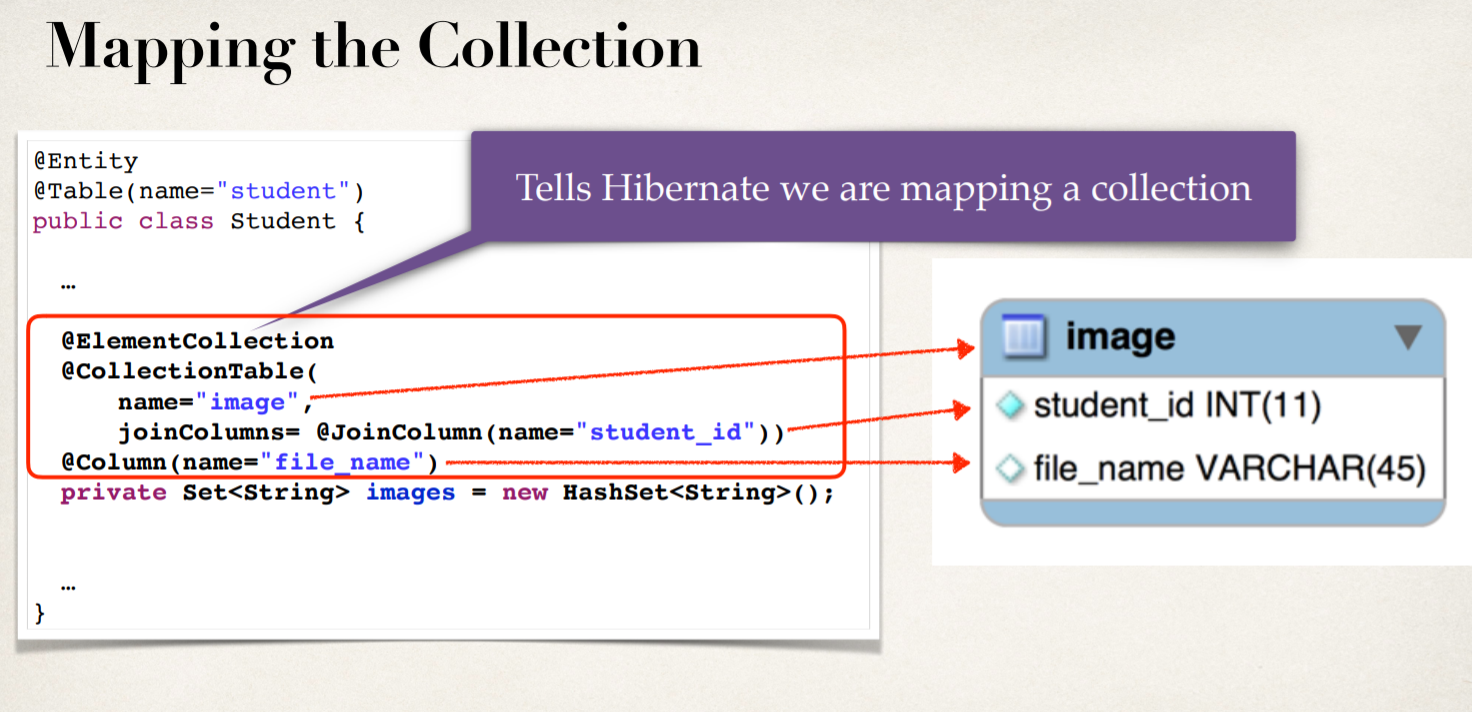 Mapping the Collection
@Entity
@Table(name="student")
public class Student {
Tells Hibernate we are mapping a collection
…
@ElementCollection
@CollectionTable(
name="image",
joinColumns= @JoinColumn(name="student_id"))
@Column(name="file_name")
private Set<String> images = new HashSet<String>();
…
}
image
student_id INT(11)
file_name VARCHAR(45)